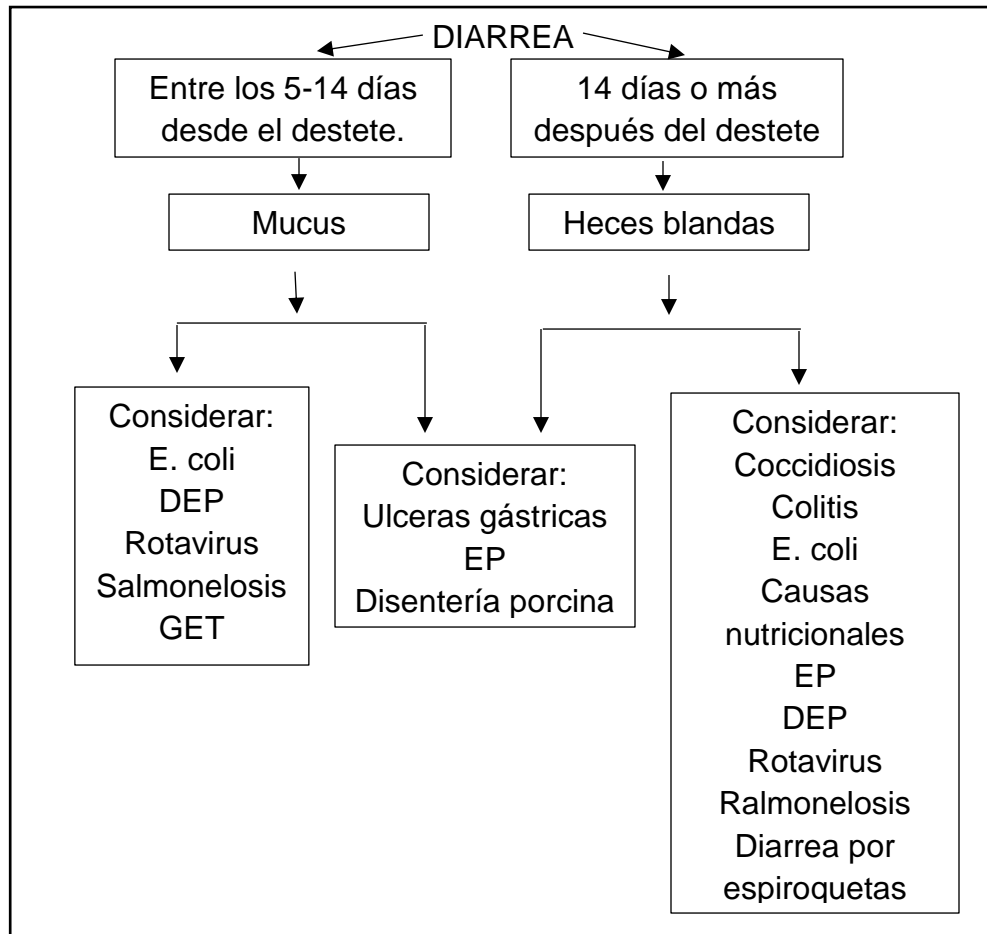 DIARREA
Entre los 5-14 días
desde el destete.
14 días o más
después del destete
Mucus
Heces blandas
Considerar:
E. coli
DEP
Rotavirus
Salmonelosis
GET
Considerar:
Ulceras gástricas
EP
Disentería porcina
Considerar:
Coccidiosis
Colitis
E. coli
Causas
nutricionales
EP
DEP
Rotavirus
Ralmonelosis
Diarrea por
espiroquetas